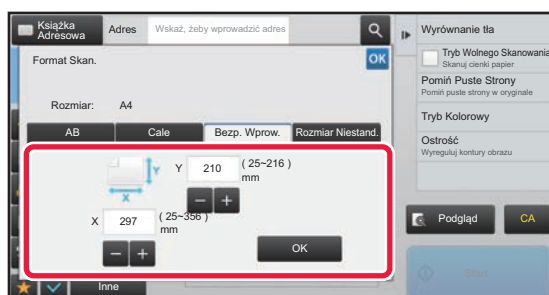 Książka
Adresowa
Adres
Wskaż, żeby wprowadzić adres
Wyrównanie tła
Format Skan.
OK
Tryb Wolnego Skanowania
Skanuj cienki papier
Pomiń Puste Strony
Pomiń puste strony w oryginale
Rozmiar:
A4
Tryb Kolorowy
AB
Cale
Bezp. Wprow.
Rozmiar Niestand.
Ostrość
Wyreguluj kontury obrazu
Y
Y
210
( 25~216 )
mm
X
X
297
( 25~356 )
mm
OK
Podgląd
CA
Inne
Start